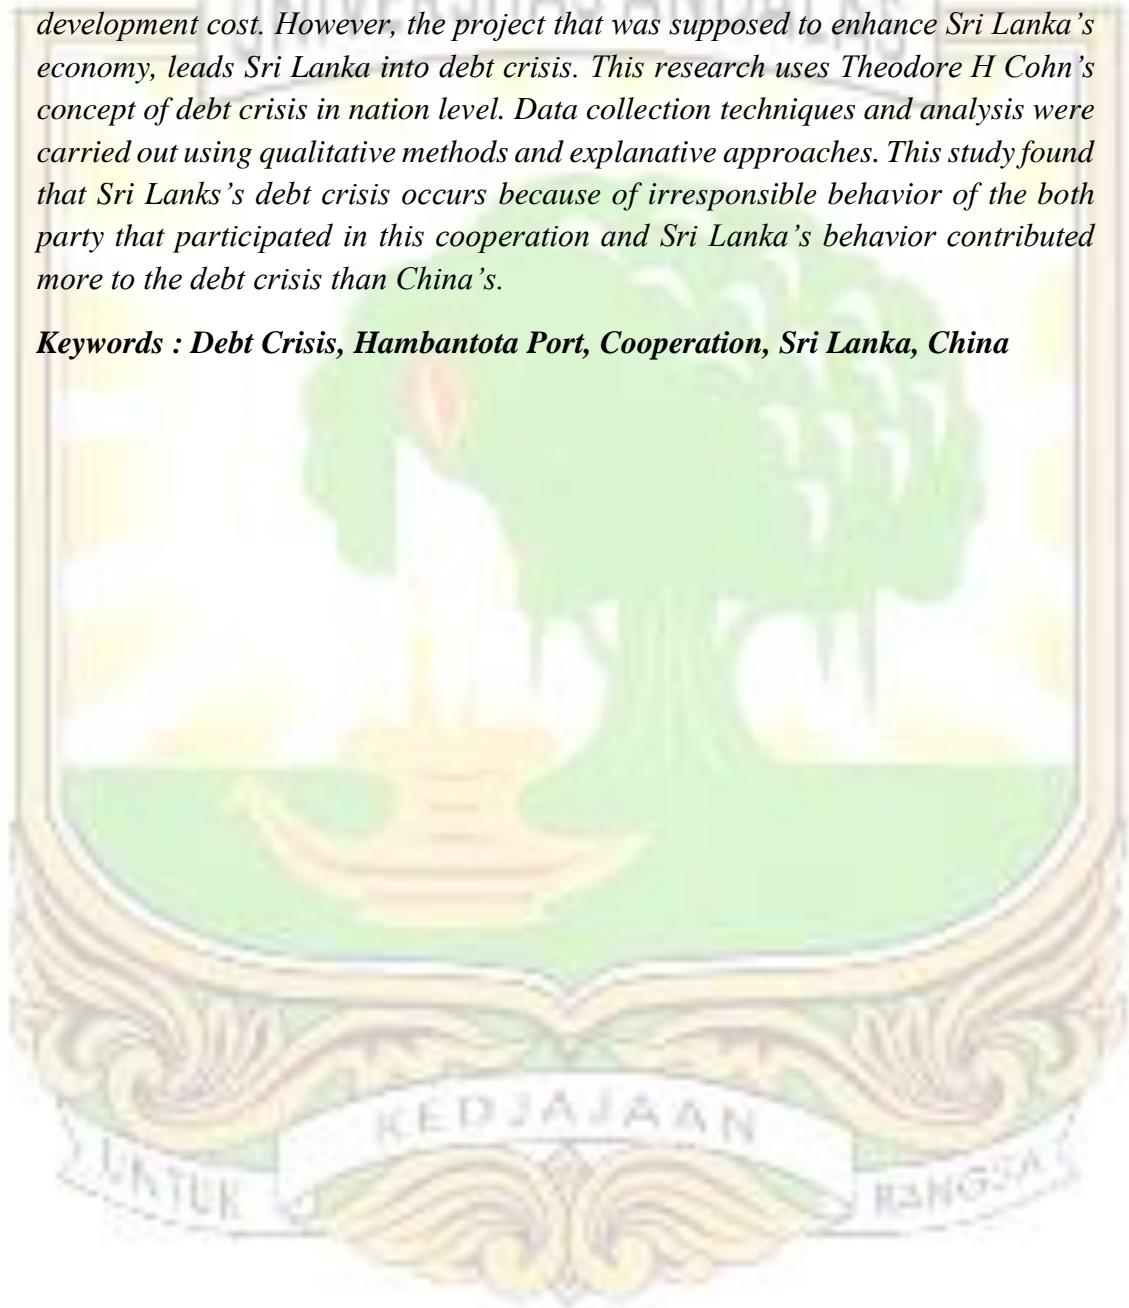 UNIVERSITAS ANDALAS
development cost. However, the project that was supposed to enhance Sri Lanka’s
economy, leads Sri Lanka into debt crisis. This research uses Theodore H Cohn’s
concept of debt crisis in nation level. Data collection techniques and analysis were
carried out using qualitative methods and explanative approaches. This study found
that Sri Lanks’s debt crisis occurs because of irresponsible behavior of the both
party that participated in this cooperation and Sri Lanka’s behavior contributed
more to the debt crisis than China’s.
Keywords : Debt Crisis, Hambantota Port, Cooperation, Sri Lanka, China
KEDJAJAAN
UNTUK
BANGSA